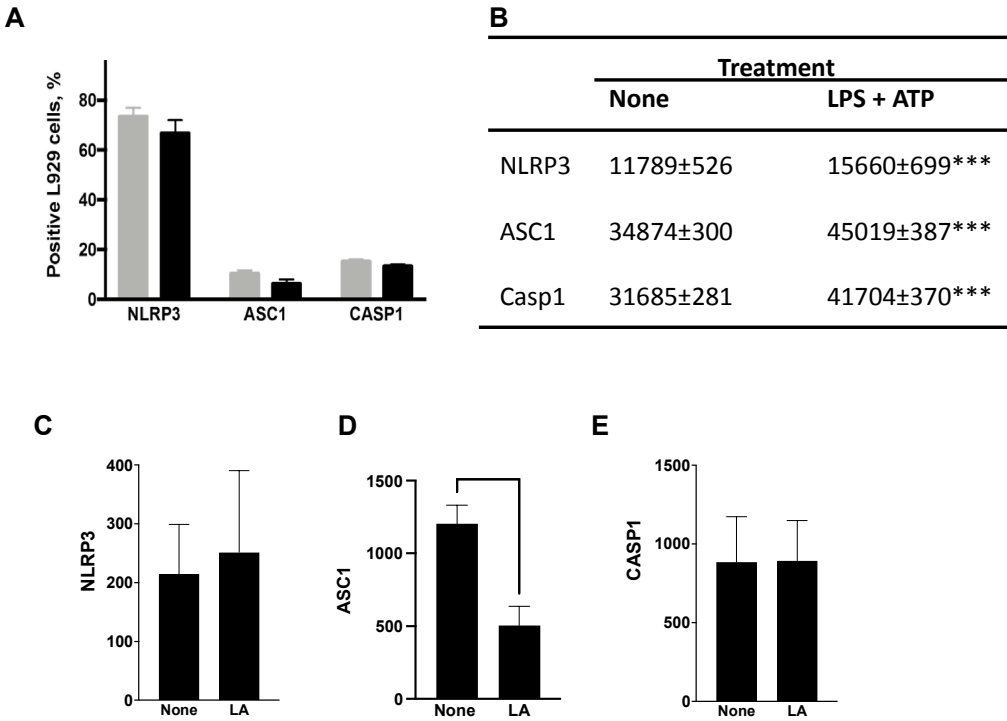 A
Positive L929 cells, %
80
60
40
20
0
NLRP3 ASC1 CASP1
B
Treatment
None LPS + ATP
NLRP3 11789±526 15660±699***
ASC1 34874±300 45019±387***
Casp1 31685±281 41704±370***
C
NLRP3
400
300
200
100
0
None LA
D
ASC1
1500
1000
500
0
None LA
E
CASP1
1500
1000
500
0
None LA